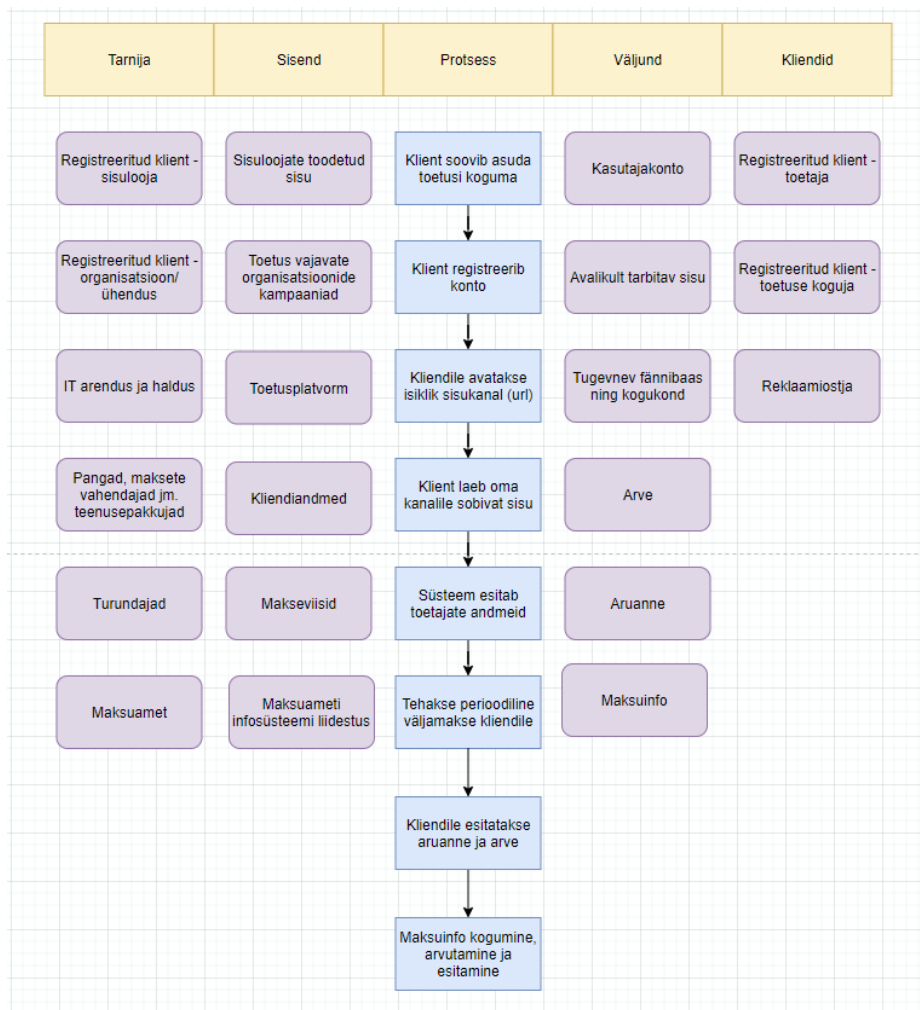 Tarnija
Sisend
Protsess
Väljund
Kliendid
Registreeritud klient -
sisulooja
Sisuloojate toodetud
sisu
Klient soovib asuda
toetusi koguma
Kasutajakonto
Registreeritud klient -
toetaja
Registreeritud klient -
organisatsioon/
ühendus
Toetus vajavate
organisatsioonide
kampaaniad
Klient registreerib
konto
Avalikult tarbitav sisu
Registreeritud klient -
toetuse koguja
IT arendus ja haldus
Toetusplatvorm
Kliendile avatakse
isiklik sisukanal (url)
Tugevnev fännibaas
ning kogukond
Reklaamiostja
Pangad, maksete
vahendajad jm.
teenusepakkujad
Kliendiandmed
Klient laeb oma
kanalile sobivat sisu
Arve
Turundajad
Makseviisid
Süsteem esitab
toetajate andmeid
Aruanne
Maksuamet
Maksuameti
infosüsteemi liidestus
Tehakse perioodiline
väljamakse kliendile
Maksuinfo
Kliendile esitatakse
aruanne ja arve
Maksuinfo kogumine,
arvutamine ja
esitamine